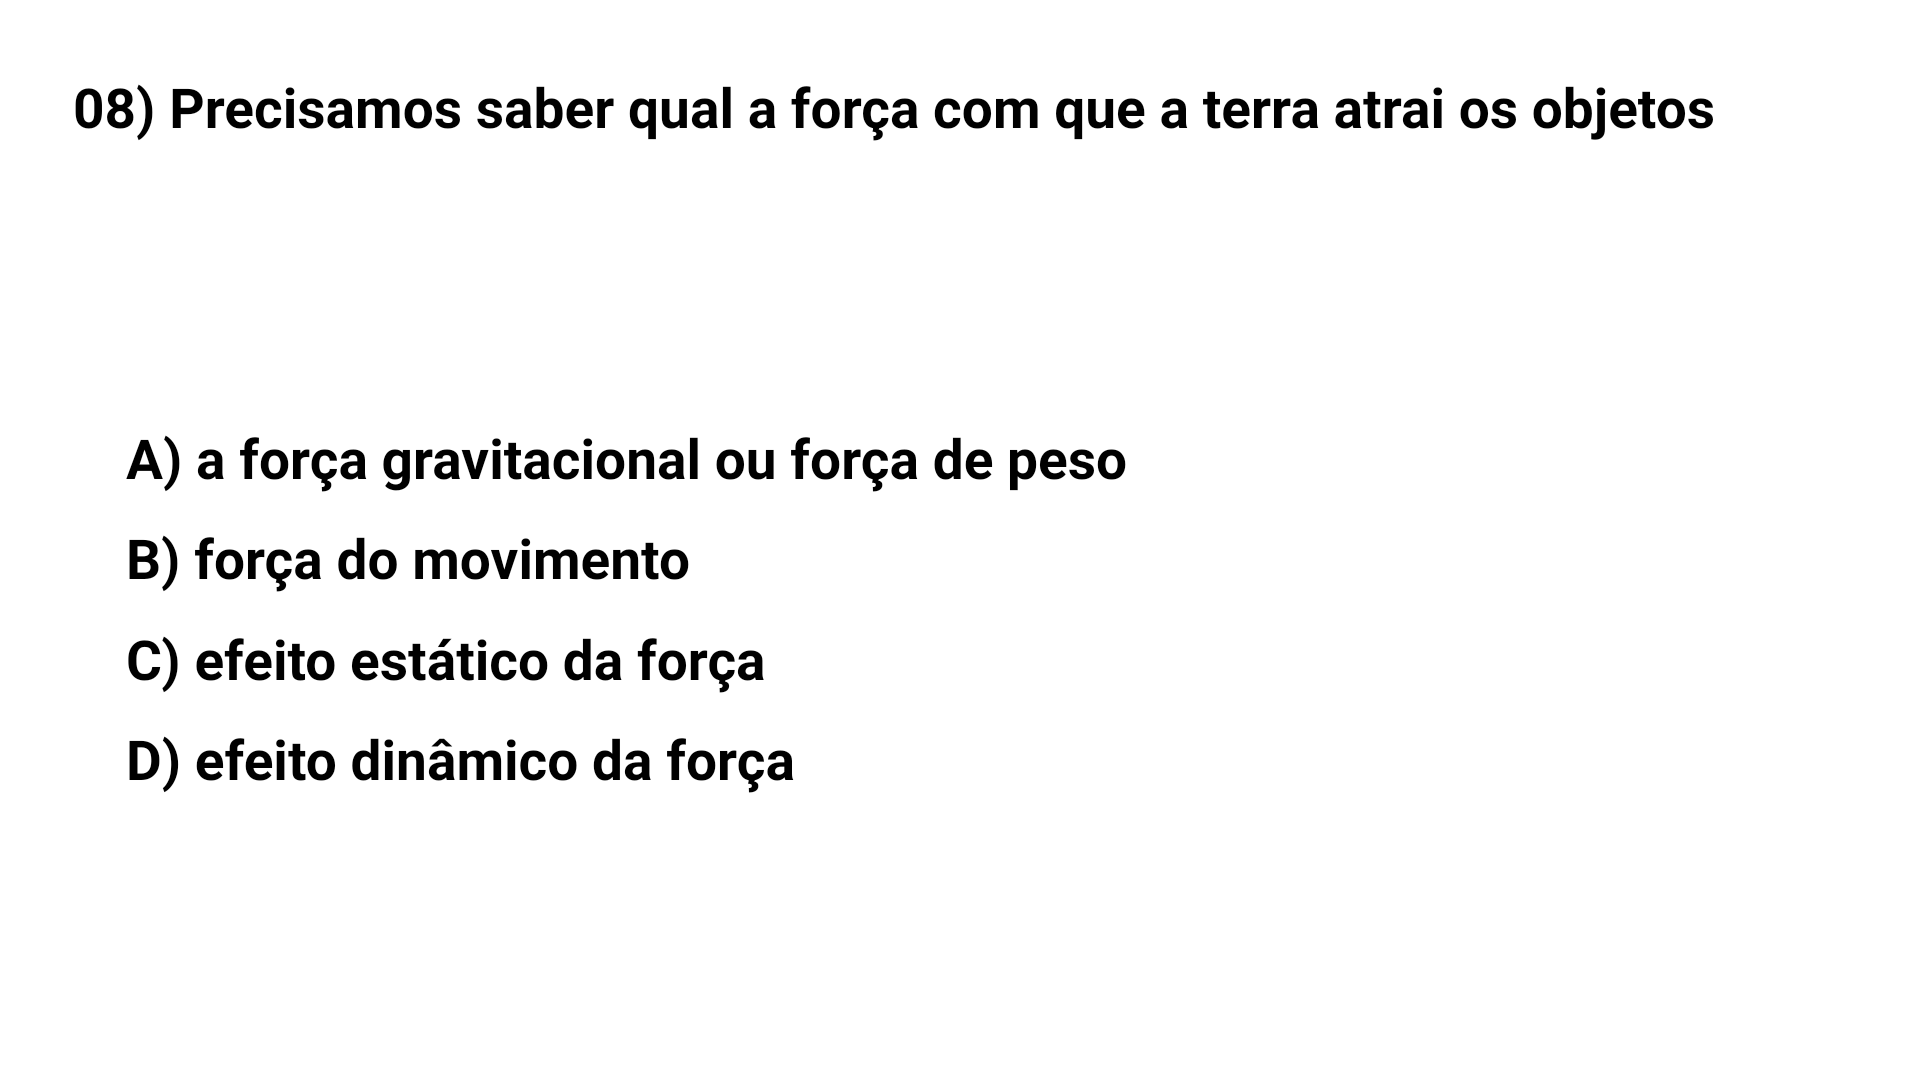 08) Precisamos saber qual a força com que a terra atrai os objetos
A) a força gravitacional ou força de peso
B) força do movimento
C) efeito estático da força
D) efeito dinâmico da força